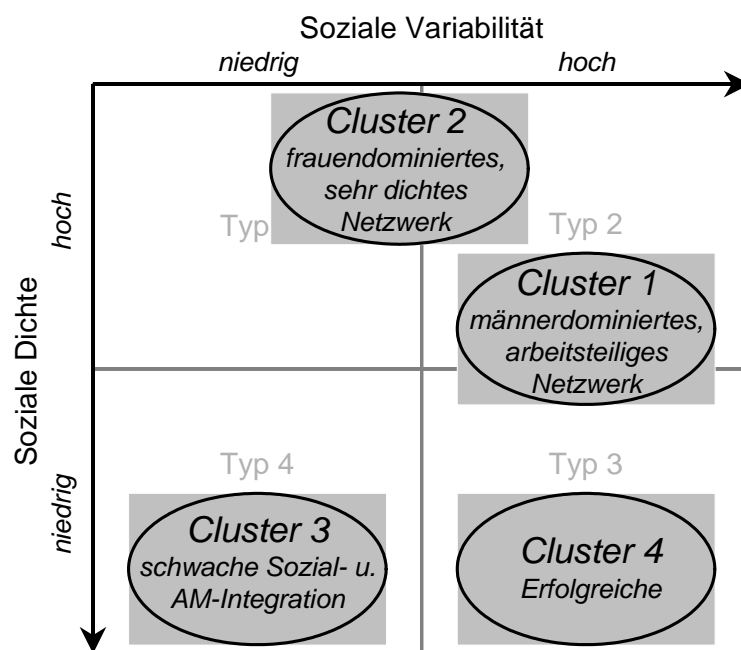 Soziale Variabilität
niedrig
hoch
Soziale Dichte
hoch
niedrig
Cluster 2
frauendominiertes,
sehr dichtes
Netzwerk
Typ
Typ 2
Cluster 1
männerdominiertes,
arbeitsteiliges
Netzwerk
Typ 4
Typ 3
Cluster 3
schwache Sozial- u.
AM-Integration
Cluster 4
Erfolgreiche